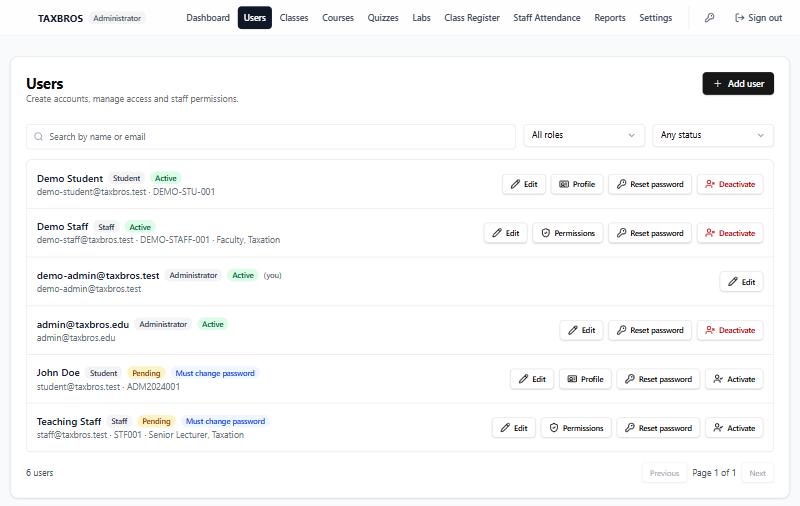 TAXBROS Administrator Dashboard Users Classes Courses Quizzes Labs Class Register Staff Attendance Reports Settings Sign out
Users
Create accounts, manage access and staff permissions.
Add user
Search by name or email All roles Any status
Demo Student Student Active
demo-student@taxbros.test · DEMO-STU-001
Edit Profile Reset password Deactivate
Demo Staff Staff Active
demo-staff@taxbros.test · DEMO-STAFF-001 · Faculty, Taxation
Edit Permissions Reset password Deactivate
demo-admin@taxbros.test Administrator Active (you)
demo-admin@taxbros.test
Edit
admin@taxbros.edu Administrator Active
admin@taxbros.edu
Edit Reset password Deactivate
John Doe Student Pending Must change password
student@taxbros.test · ADM2024001
Edit Profile Reset password Activate
Teaching Staff Staff Pending Must change password
staff@taxbros.test · STF001 · Senior Lecturer, Taxation
Edit Permissions Reset password Activate
6 users Previous Page 1 of 1 Next